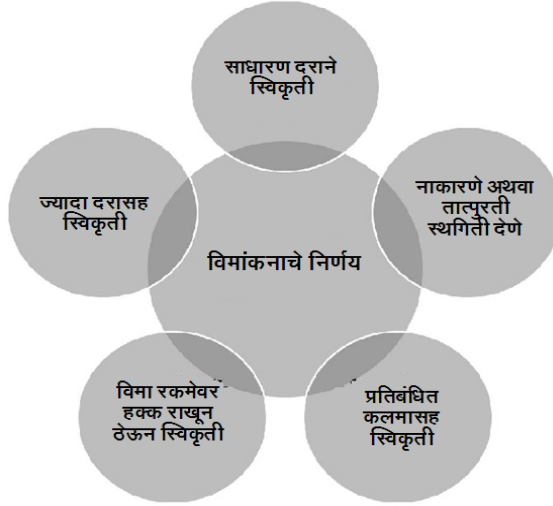 साधारण दराने
स्विकृती
ज्यादा दरासह
स्विकृती
नाकारणे अथवा
तात्पुरती
स्थगिती देणे
विमांकनाचे निर्णय
विमा रकमेवर
हक्क राखून
ठेऊन स्विकृती
प्रतिबंधित
कलमासह
स्विकृती